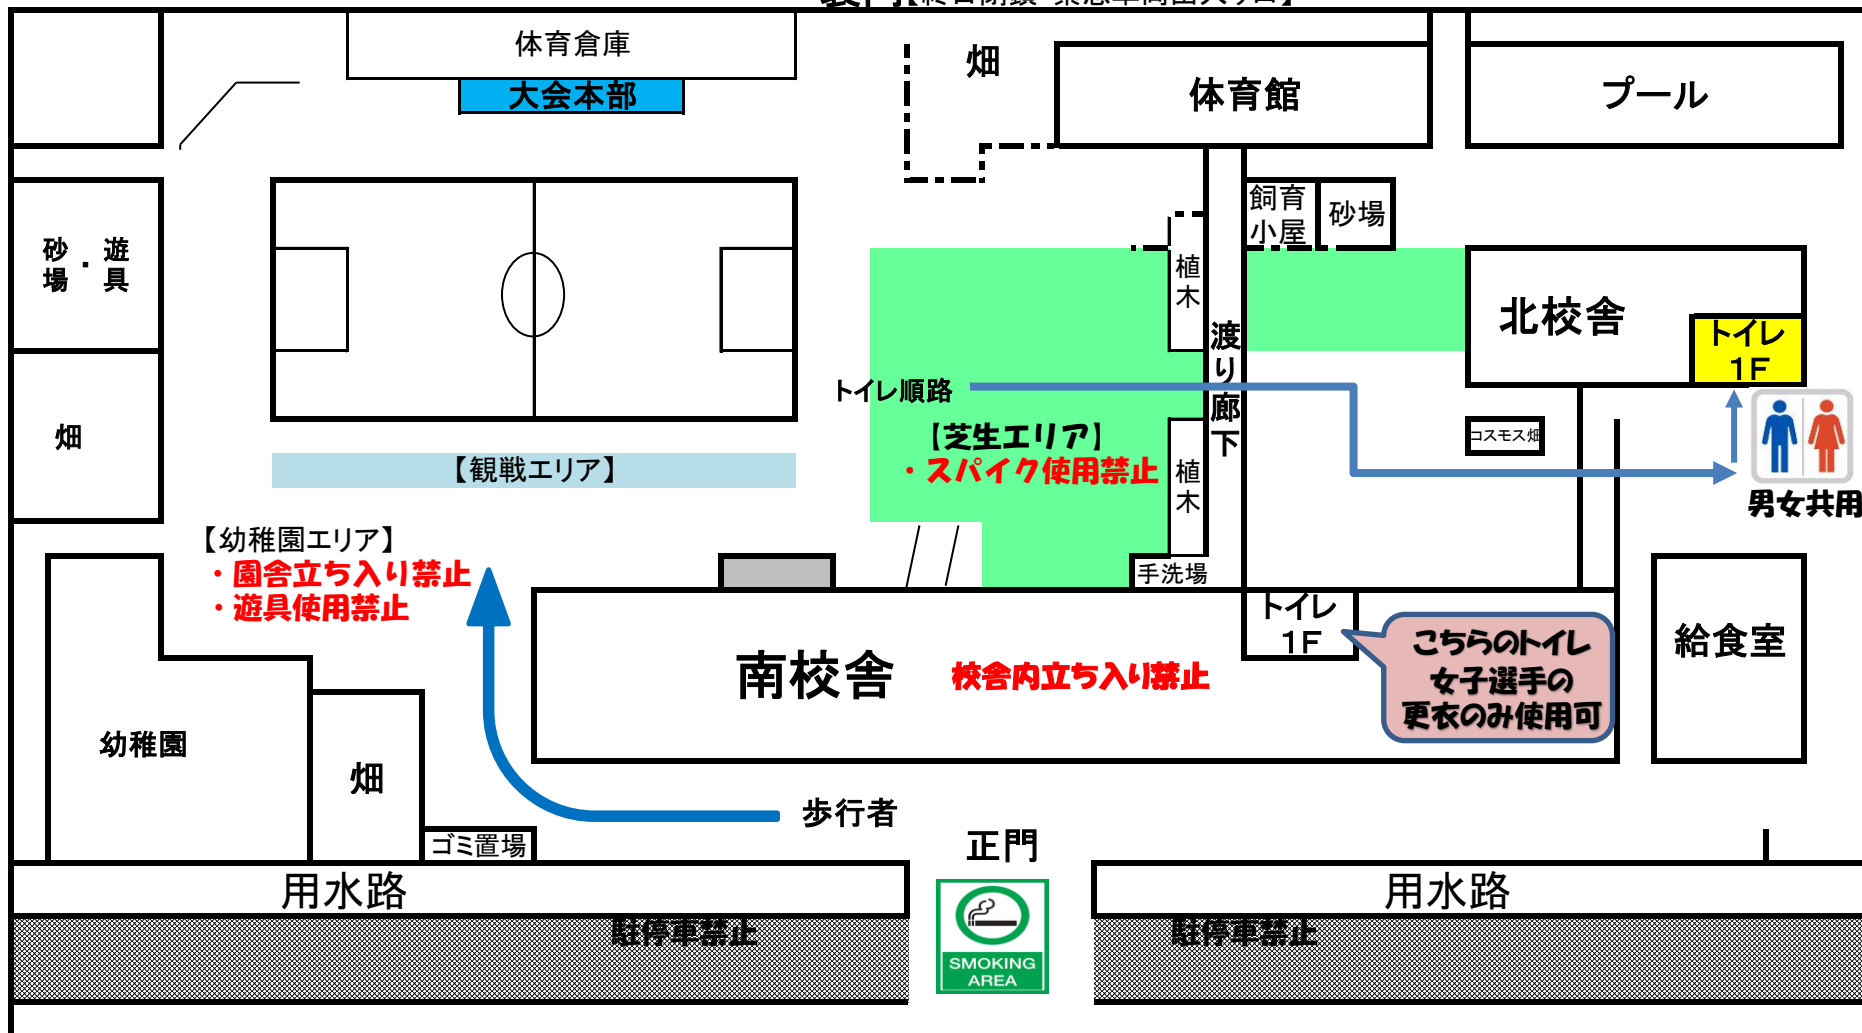 体育倉庫
大会本部
畑
体育館
プール
飼育
小屋
砂場
砂場・遊具
植木
北校舎
トイレ
1F
渡り廊下
トイレ順路
【芝生エリア】
・スパイク使用禁止
コスモス畑
畑
【観戦エリア】
植木
男女共用
【幼稚園エリア】
・園舎立ち入り禁止
・遊具使用禁止
手洗場
トイレ
1F
こちらのトイレ
女子選手の
更衣のみ使用可
給食室
南校舎
校舎内立ち入り禁止
幼稚園
畑
歩行者
ゴミ置場
正門
用水路
用水路
駐停車禁止
駐停車禁止
SMOKING
AREA